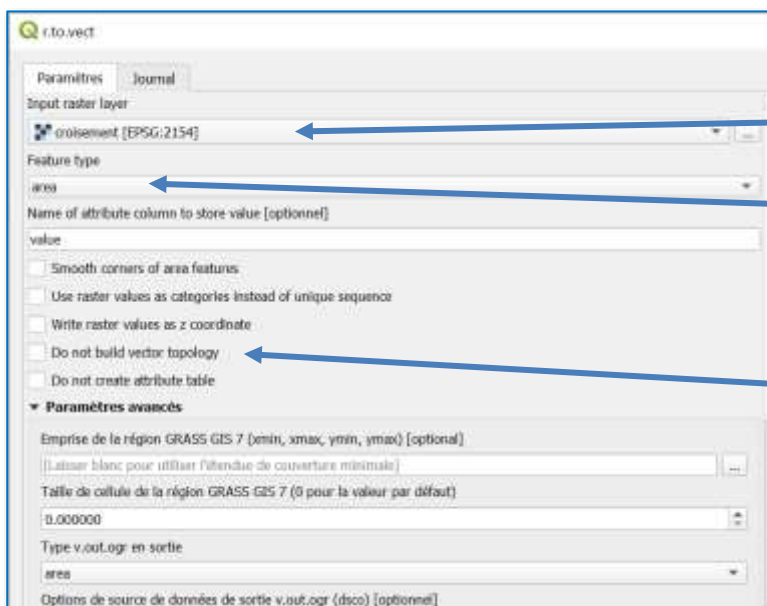 r.to.vect
Paramètres Journal
Input raster layer
croisement [EPSG:2154]
...
Feature type
area
Name of attribute column to store value [optionnel]
value
Smooth corners of area features
Use raster values as categories instead of unique sequence
Write raster values as z coordinate
Do not build vector topology
Do not create attribute table
Paramètres avancés
Emprise de la région GRASS GIS 7 (xmin, xmax, ymin, ymax) [optional]
[Laisser blanc pour utiliser l'étendue de couverture minimale]
...
Taille de cellule de la région GRASS GIS 7 (0 pour la valeur par défaut)
0.000000
Type v.out.ogr en sortie
area
Options de source de données de sortie v.out.ogr (dsco) [optionnel]